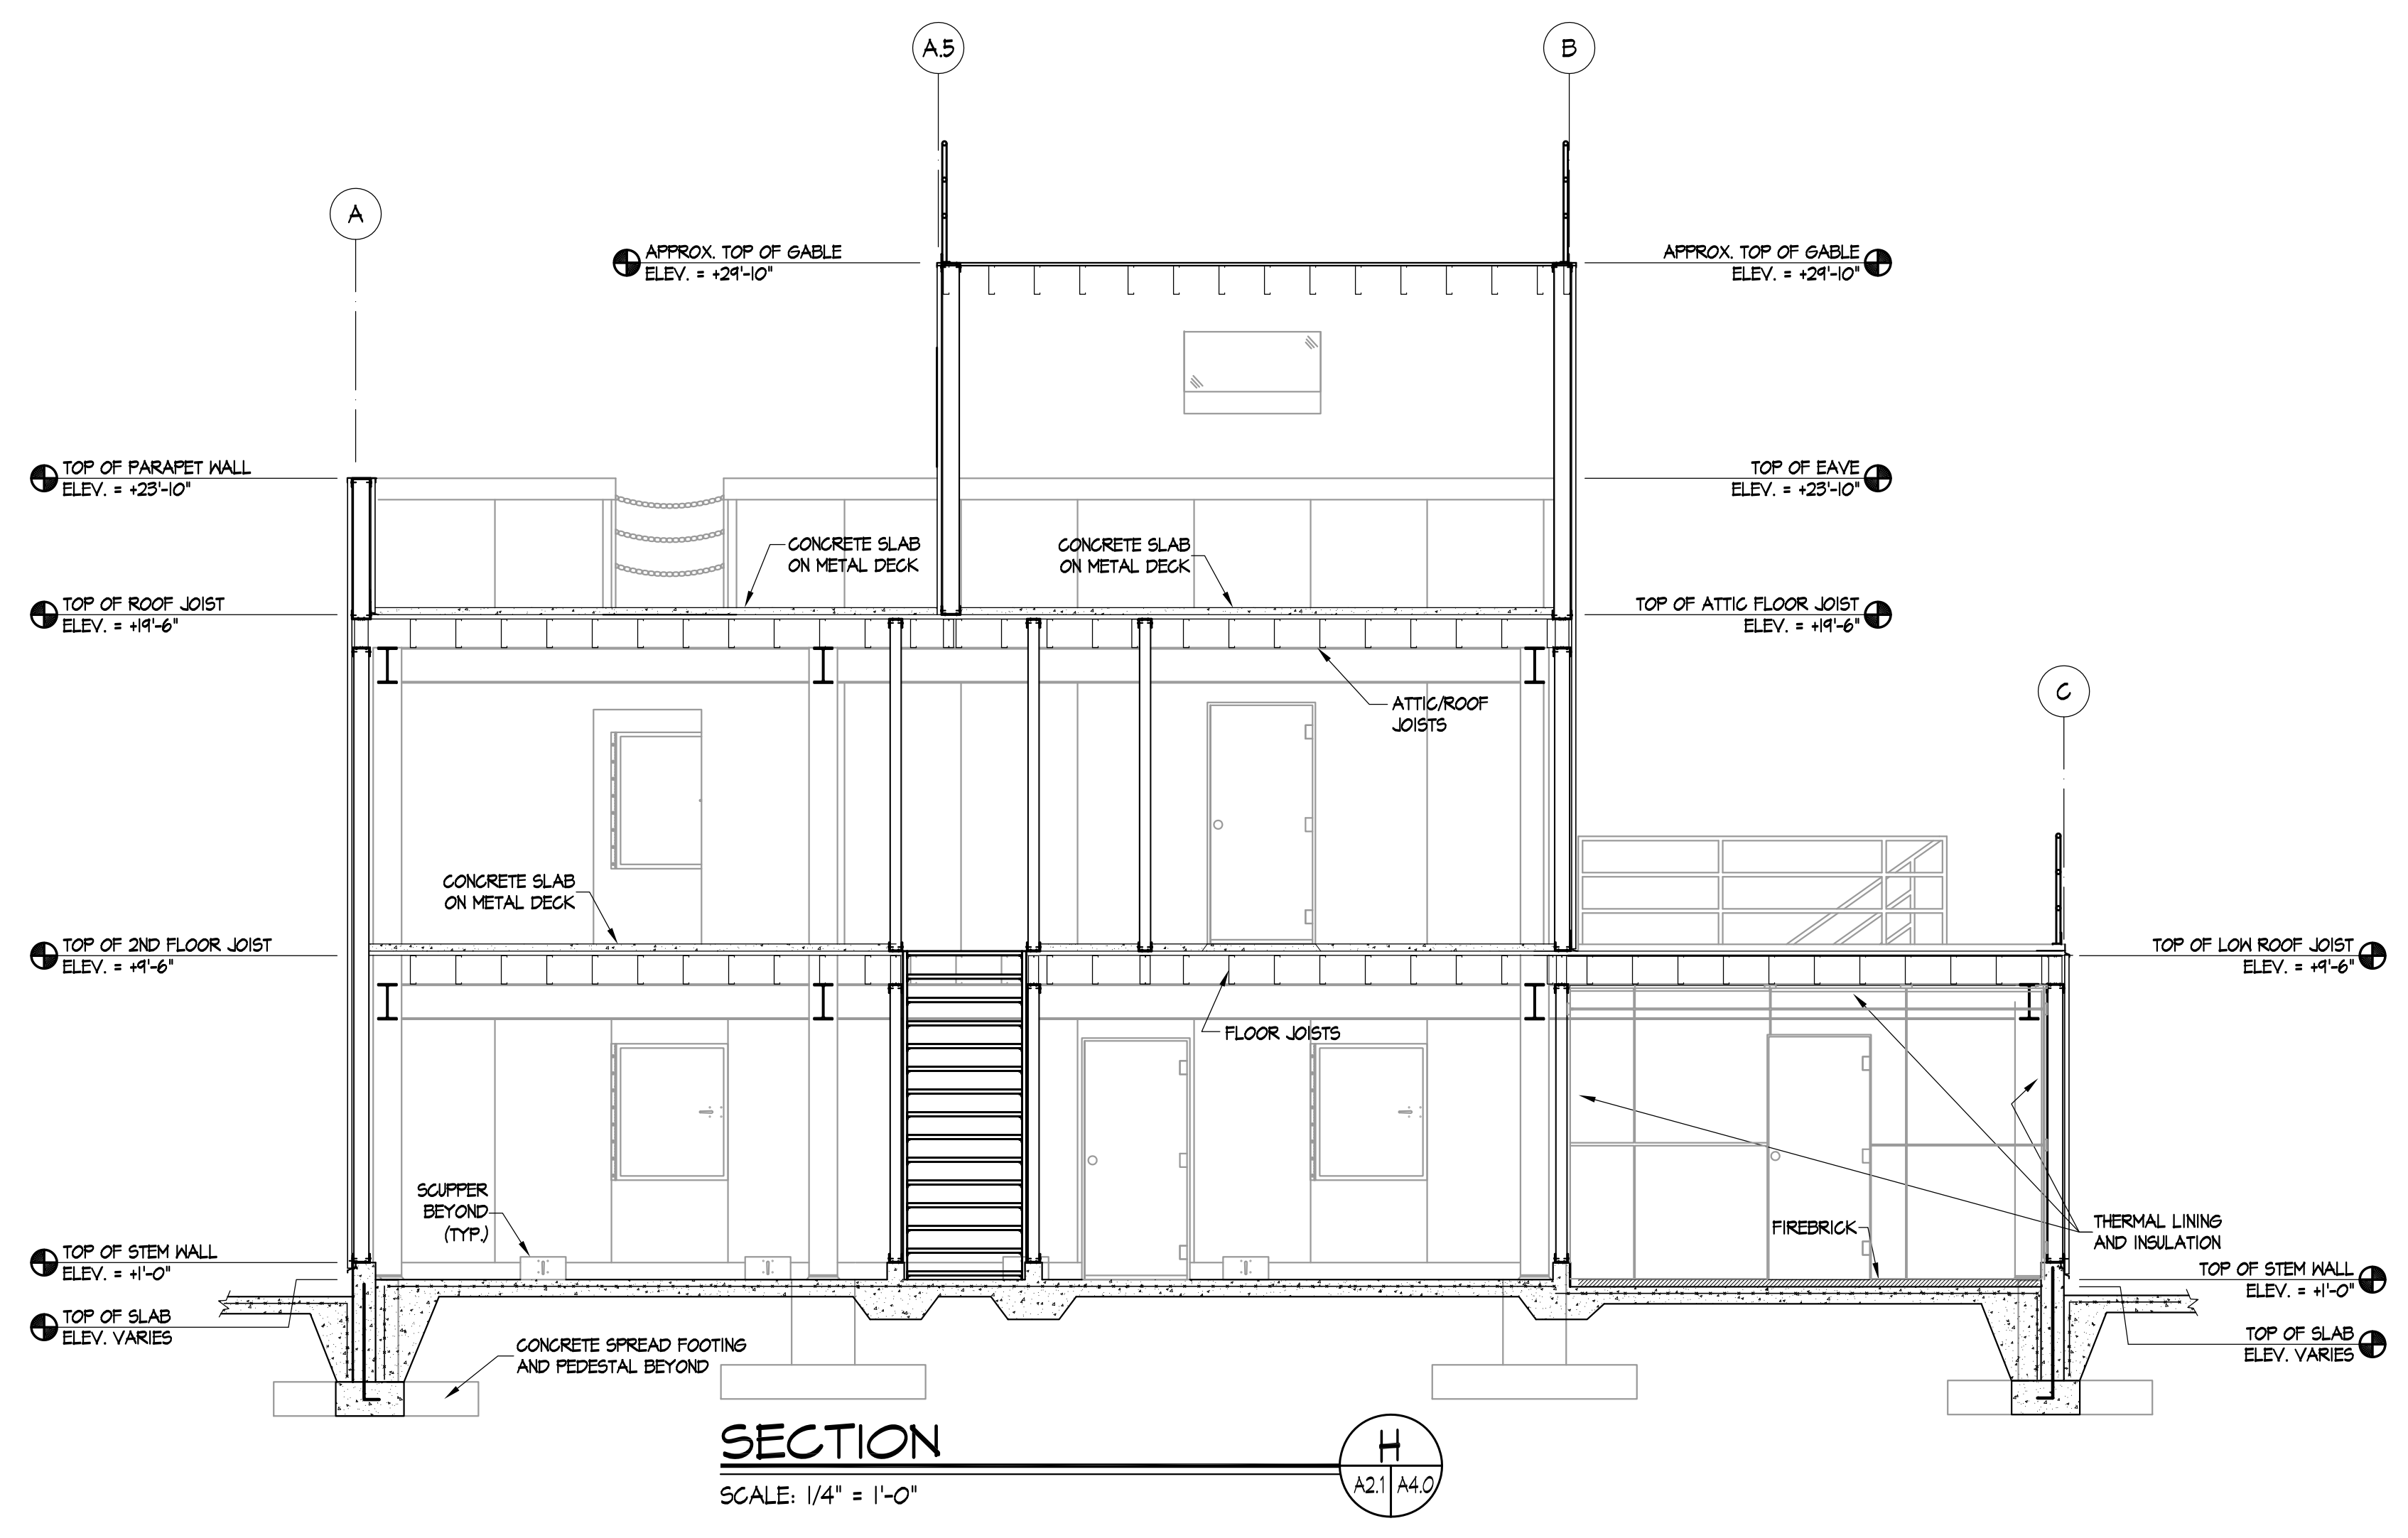 A.5
B
A
APPROX. TOP OF GABLE
ELEV. = +29'-10"
APPROX. TOP OF GABLE
ELEV. = +29'-10"
TOP OF PARAPET WALL
ELEV. = +23'-10"
TOP OF EAVE
ELEV. = +23'-10"
CONCRETE SLAB
ON METAL DECK
CONCRETE SLAB
ON METAL DECK
TOP OF ROOF JOIST
ELEV. = +19'-6"
TOP OF ATTIC FLOOR JOIST
ELEV. = +19'-6"
C
ATTIC/ROOF
JOISTS
CONCRETE SLAB
ON METAL DECK
TOP OF 2ND FLOOR JOIST
ELEV. = +9'-6"
TOP OF LOW ROOF JOIST
ELEV. = +9'-6"
FLOOR JOISTS
SCUPPER
BEYOND
(TYP.)
FIREBRICK
THERMAL LINING
AND INSULATION
TOP OF STEM WALL
ELEV. = +1'-0"
TOP OF STEM WALL
ELEV. = +1'-0"
TOP OF SLAB
ELEV. VARIES
TOP OF SLAB
ELEV. VARIES
CONCRETE SPREAD FOOTING
AND PEDESTAL BEYOND
SECTION
H
A2.1 A4.0
SCALE: 1/4" = 1'-0"